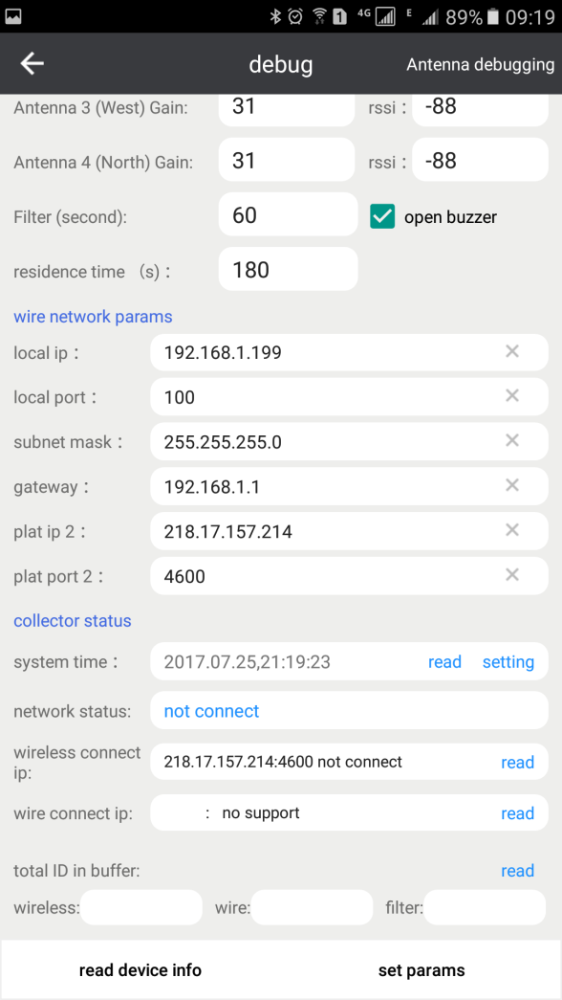 1 4G E 89% 09:19
debug Antenna debugging
Antenna 3 (West) Gain: 31 rssi : -88
Antenna 4 (North) Gain: 31 rssi : -88
Filter (second): 60 open buzzer
residence time （s）: 180
wire network params
local ip : 192.168.1.199
local port : 100
subnet mask : 255.255.255.0
gateway : 192.168.1.1
plat ip 2 : 218.17.157.214
plat port 2 : 4600
collector status
system time : 2017.07.25,21:19:23 read setting
network status: not connect
wireless connect
ip: 218.17.157.214:4600 not connect read
wire connect ip: : no support read
total ID in buffer: read
wireless: wire: filter:
read device info set params